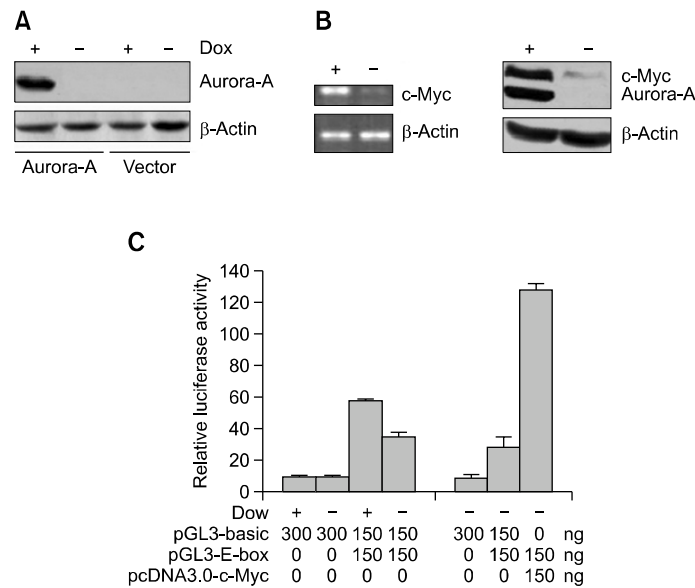 A
+ − + − Dox
Aurora-A
β-Actin
Aurora-A Vector
B
+ −
c-Myc
β-Actin
+ −
c-Myc
Aurora-A
β-Actin
C
Relative luciferase activity
140
120
100
80
60
40
20
0
Dow + − + − − − −
pGL3-basic 300 300 150 150 300 150 0 ng
pGL3-E-box 0 0 150 150 0 150 150 ng
pcDNA3.0-c-Myc 0 0 0 0 0 0 150 ng